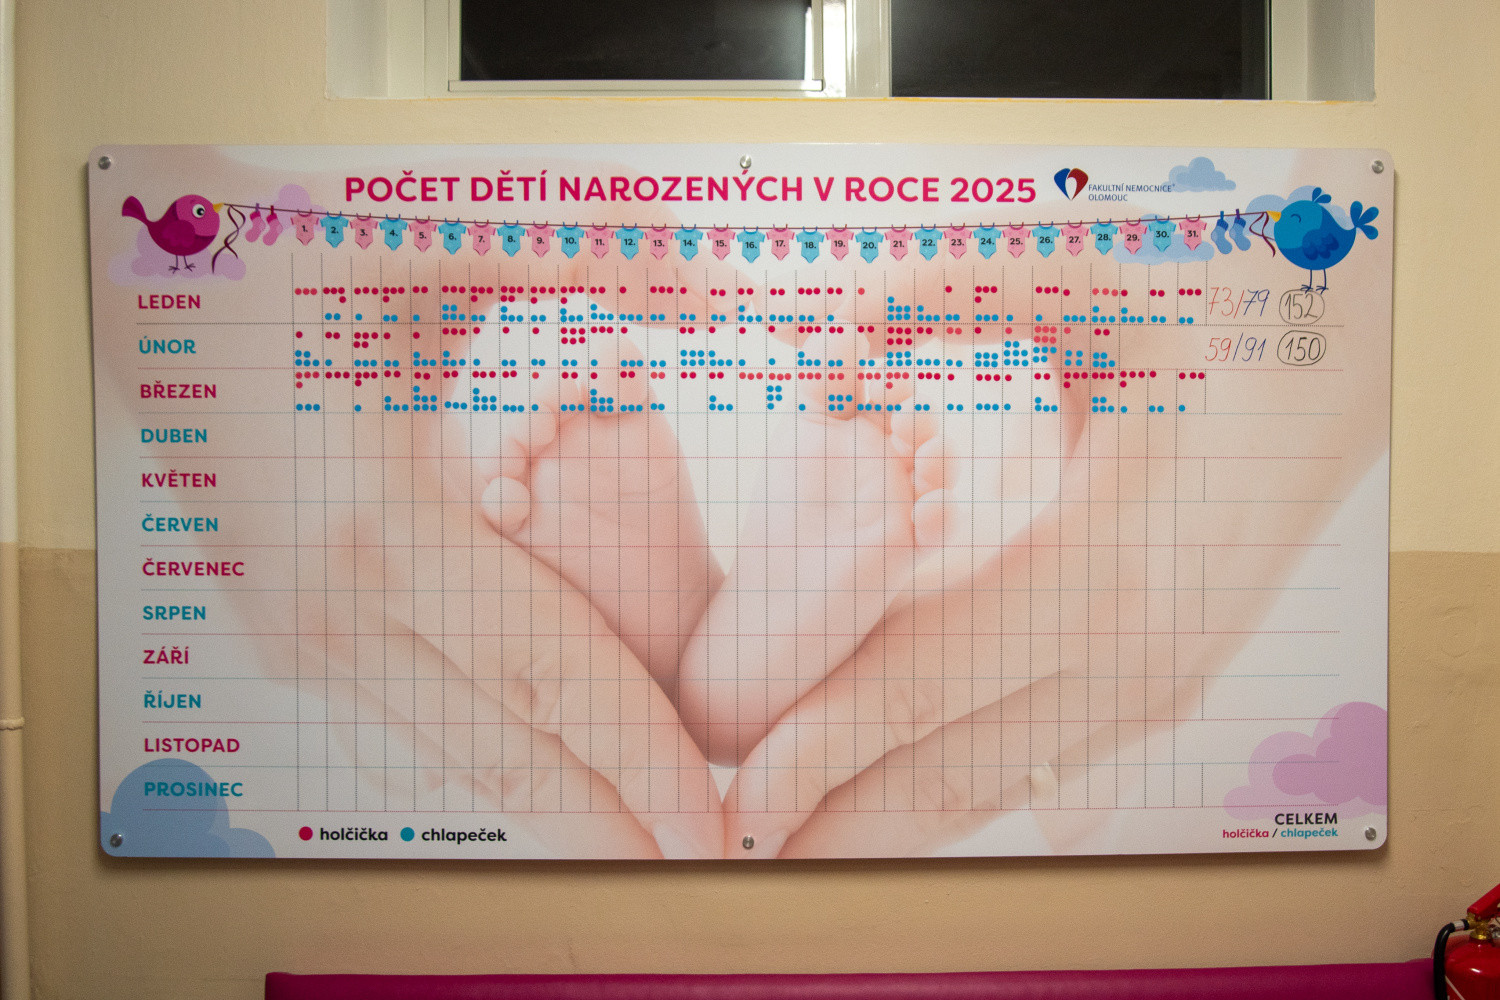 POČET DĚTÍ NAROZENÝCH V ROCE 2025
FAKULTNÍ NEMOCNICE
OLOMOUC
1. 2. 3. 4. 5. 6. 7. 8. 9. 10. 11. 12. 13. 14. 15. 16. 17. 18. 19. 20. 21. 22. 23. 24. 25. 26. 27. 28. 29. 30. 31.
LEDEN 73/79 152
ÚNOR 59/91 150
BŘEZEN
DUBEN
KVĚTEN
ČERVEN
ČERVENEC
SRPEN
ZÁŘÍ
ŘÍJEN
LISTOPAD
PROSINEC
holčička chlapeček
CELKEM
holčička / chlapeček